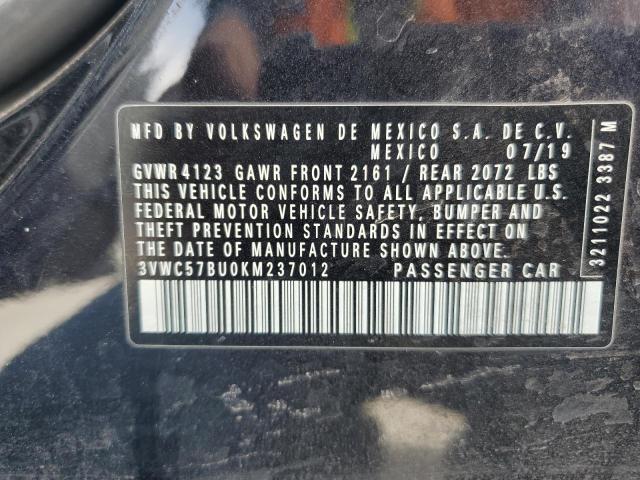 MFD BY VOLKSWAGEN DE MEXICO S.A. DE C.V.
MEXICO 07/19
GVWR 4123 GAWR FRONT 2161 / REAR 2072 LBS
THIS VEHICLE CONFORMS TO ALL APPLICABLE U.S.
FEDERAL MOTOR VEHICLE SAFETY, BUMPER AND
THEFT PREVENTION STANDARDS IN EFFECT ON
THE DATE OF MANUFACTURE SHOWN ABOVE.
3VWC57BU0KM237012 PASSENGER CAR
3211022 3387 M